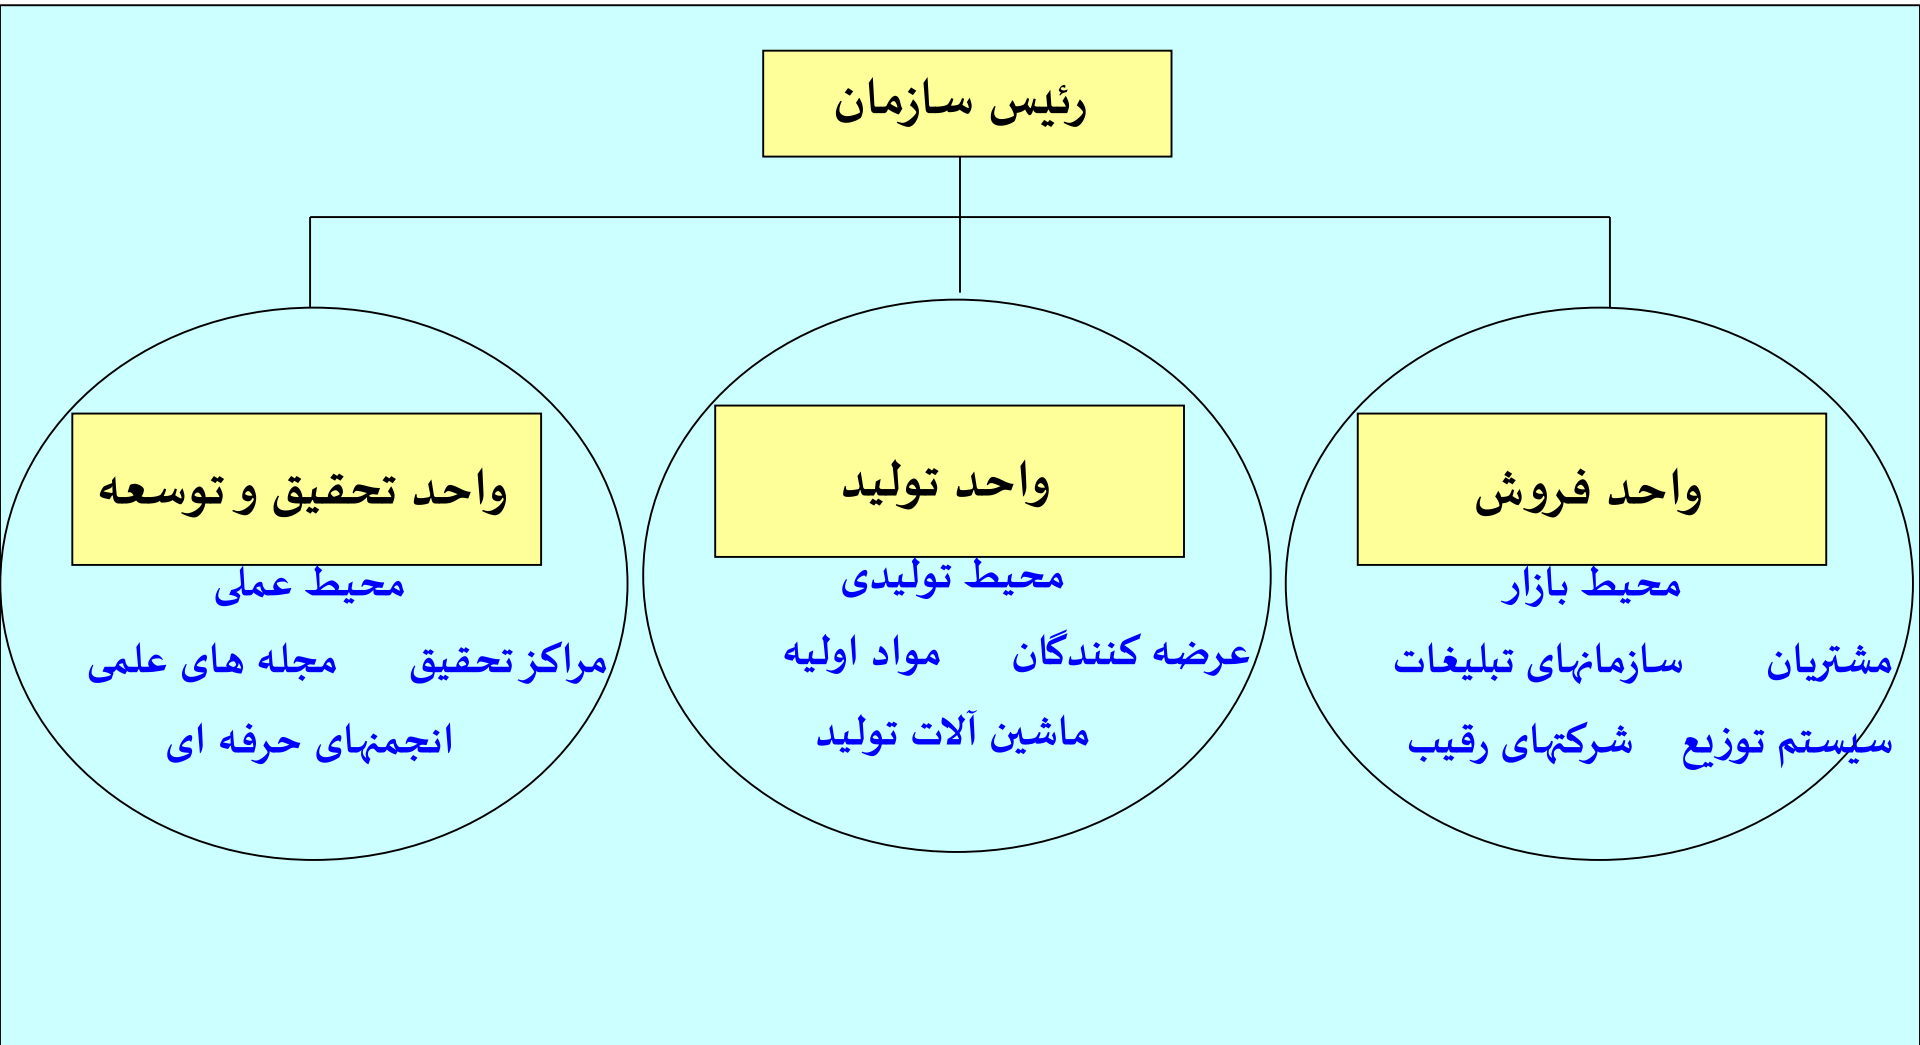 رئیس سازمان
واحد فروش
محیط بازار
مشتریان سازمانهای تبلیغات
سیستم توزیع شرکتهای رقیب
واحد تولید
محیط تولیدی
عرضه کنندگان مواد اولیه
ماشین آلات تولید
واحد تحقیق و توسعه
محیط عملی
مراکز تحقیق مجله های علمی
انجمنهای حرفه ای